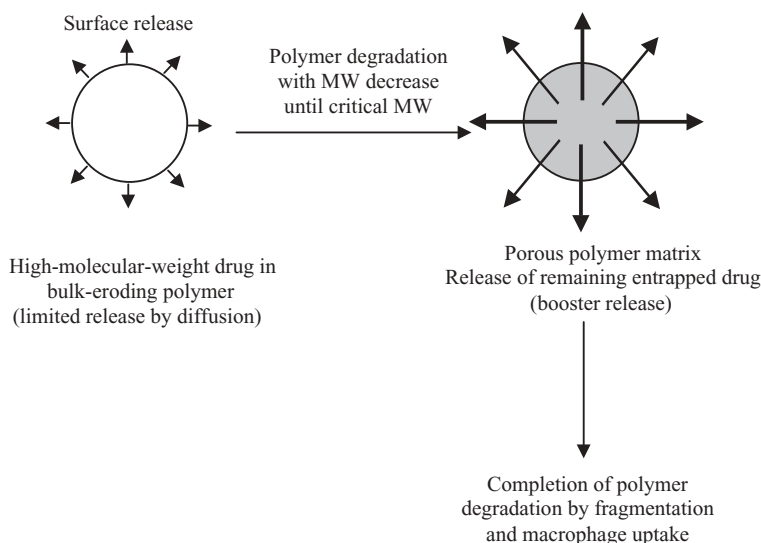 Surface release
Polymer degradation
with MW decrease
until critical MW
High-molecular-weight drug in
bulk-eroding polymer
(limited release by diffusion)
Porous polymer matrix
Release of remaining entrapped drug
(booster release)
Completion of polymer
degradation by fragmentation
and macrophage uptake